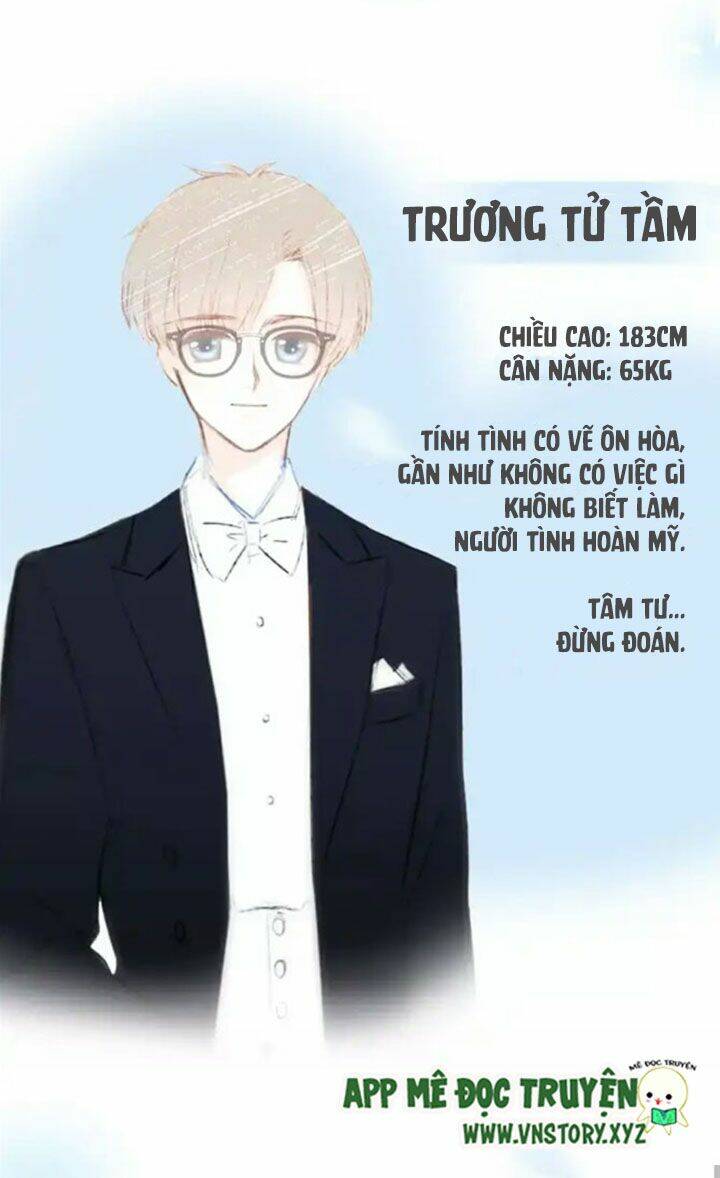 TRƯƠNG TỬ TẦM
CHIỀU CAO: 183CM
CÂN NẶNG: 65KG
TÍNH TÌNH CÓ VẼ ÔN HÒA,
GẦN NHƯ KHÔNG CÓ VIỆC GÌ
KHÔNG BIẾT LÀM,
NGƯỜI TÌNH HOÀN MỸ.
TÂM TƯ...
ĐỪNG ĐOÁN.
MÊ ĐỌC TRUYỆN
APP MÊ ĐỌC TRUYỆN
WWW.VNSTORY.XYZ